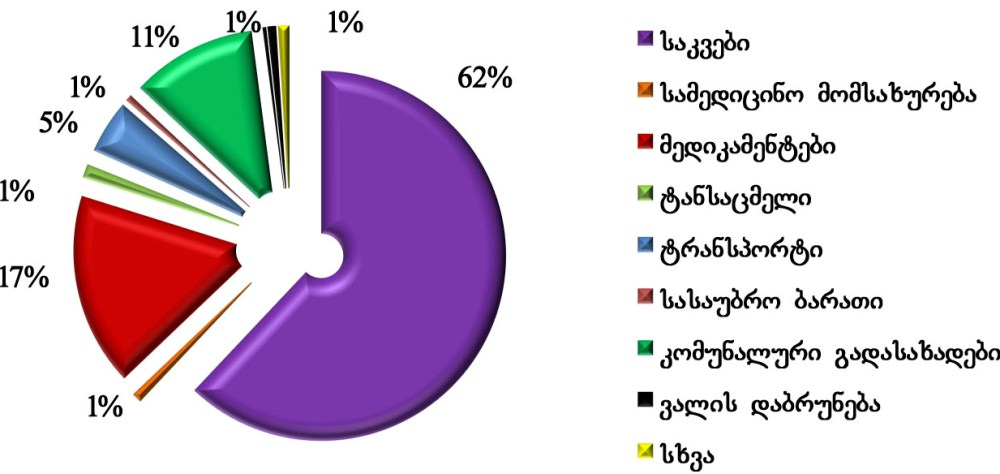 1%
1%
11%
62%
1%
5%
1%
17%
1%
საკვები
სამედიცინო მომსახურება
მედიკამენტები
ტანსაცმელი
ტრანსპორტი
სასაუბრო ბარათი
კომუნალური გადასახადები
ვალის დაბრუნება
სხვა